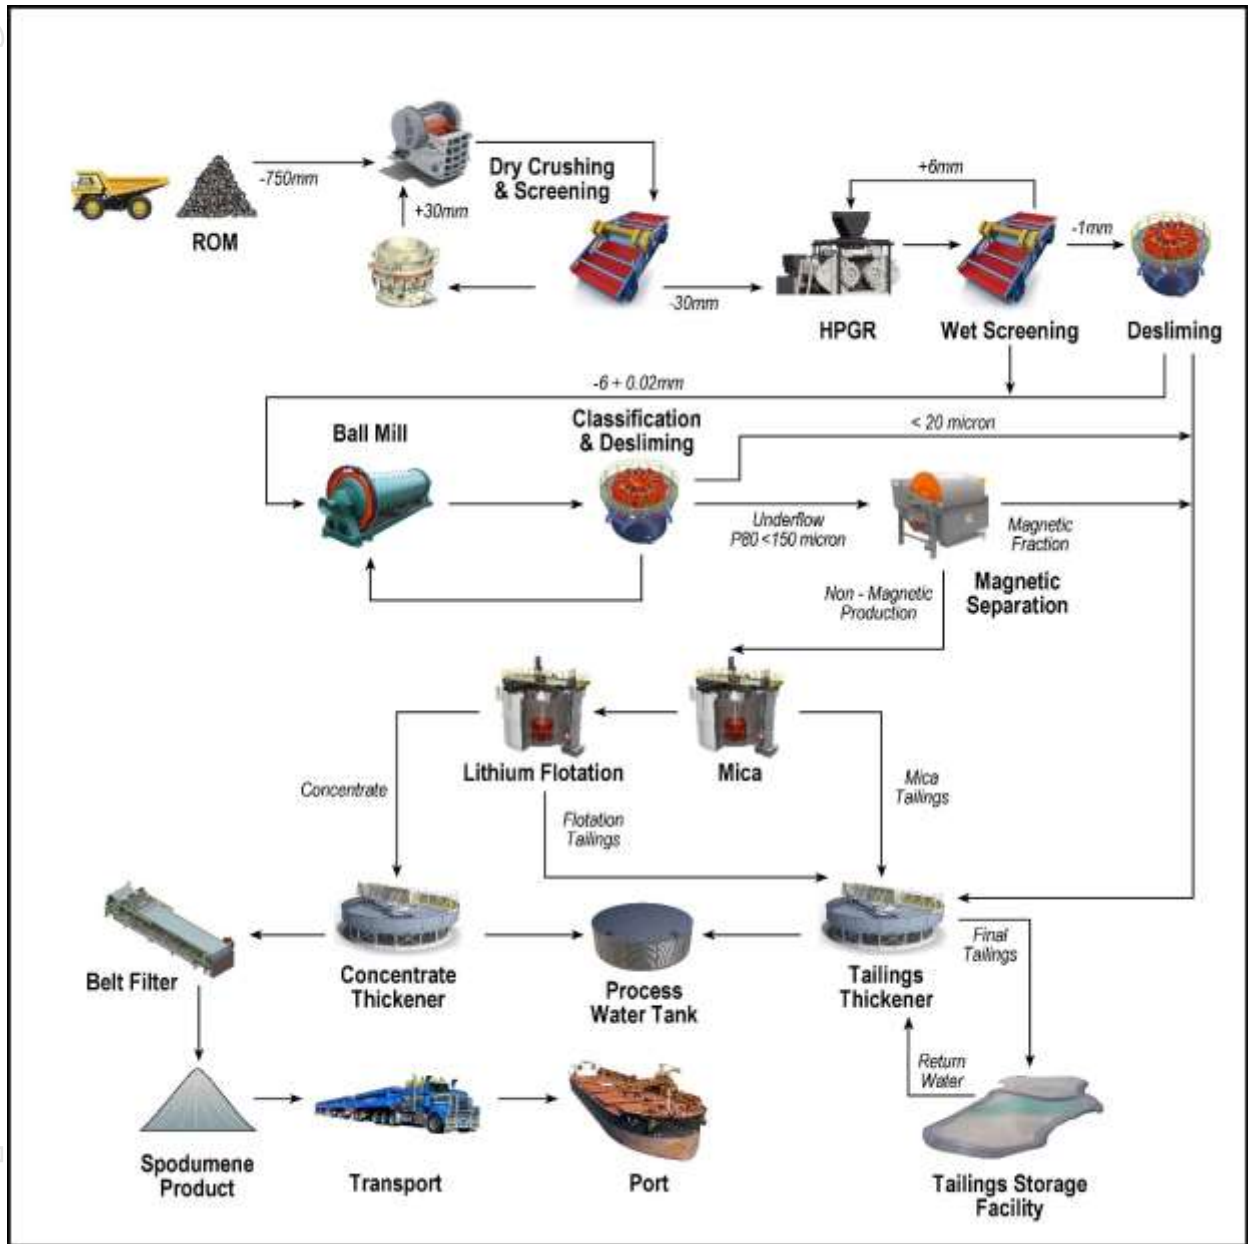 Dry Crushing
& Screening
-750mm
+30mm
ROM
-30mm
+6mm
-1mm
HPGR
Wet Screening
Desliming
-6 + 0.02mm
Ball Mill
Classification
& Desliming
< 20 micron
Underflow
P80 <150 micron
Magnetic
Fraction
Non - Magnetic
Production
Magnetic
Separation
Lithium Flotation
Mica
Concentrate
Flotation
Tailings
Mica
Tailings
Belt Filter
Concentrate
Thickener
Process
Water Tank
Tailings
Thickener
Final
Tailings
Return
Water
Spodumene
Product
Transport
Port
Tailings Storage
Facility